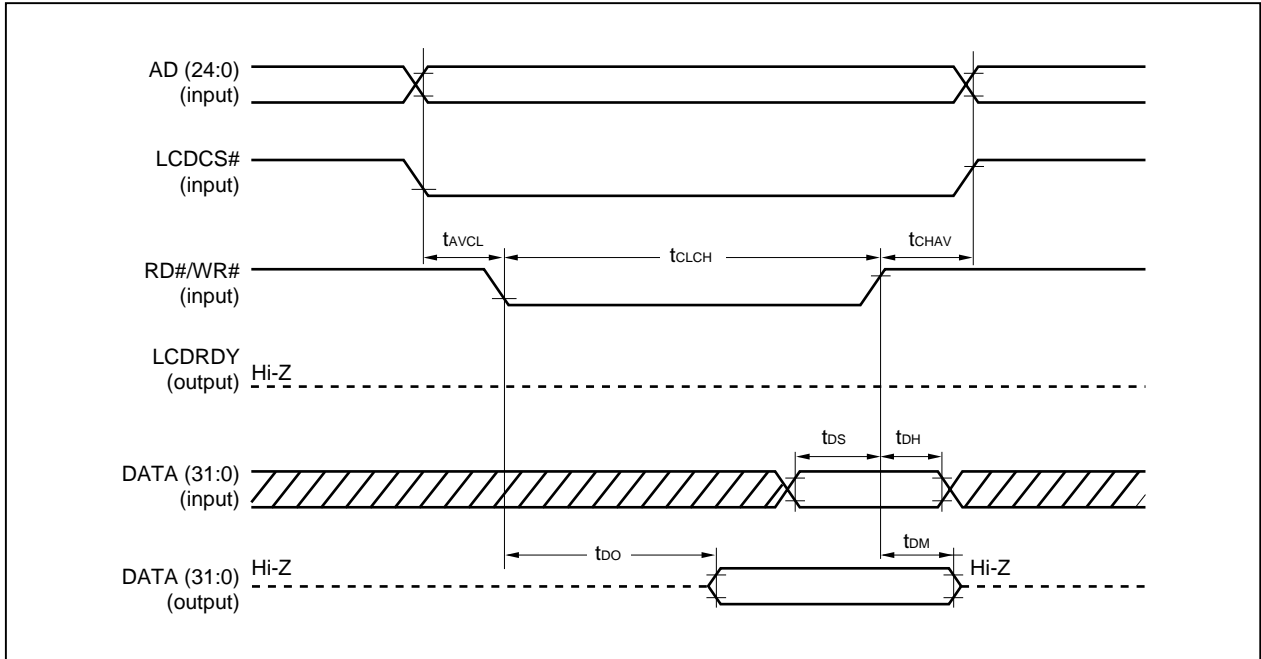 AD (24:0)
(input)
LCDCS#
(input)
tAVCL
tCLCH
tCHAV
RD#/WR#
(input)
LCDRDY
(output)
Hi-Z
tDS
tDH
DATA (31:0)
(input)
tDO
tDM
Hi-Z
Hi-Z
DATA (31:0)
(output)